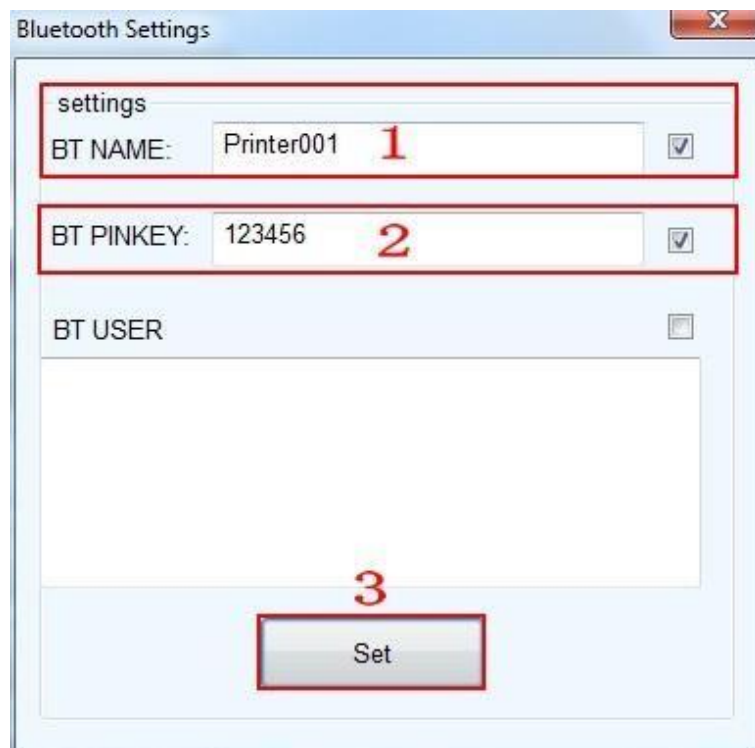 Bluetooth Settings
settings
BT NAME: Printer001 1
BT PINKEY: 123456 2
BT USER
3
Set